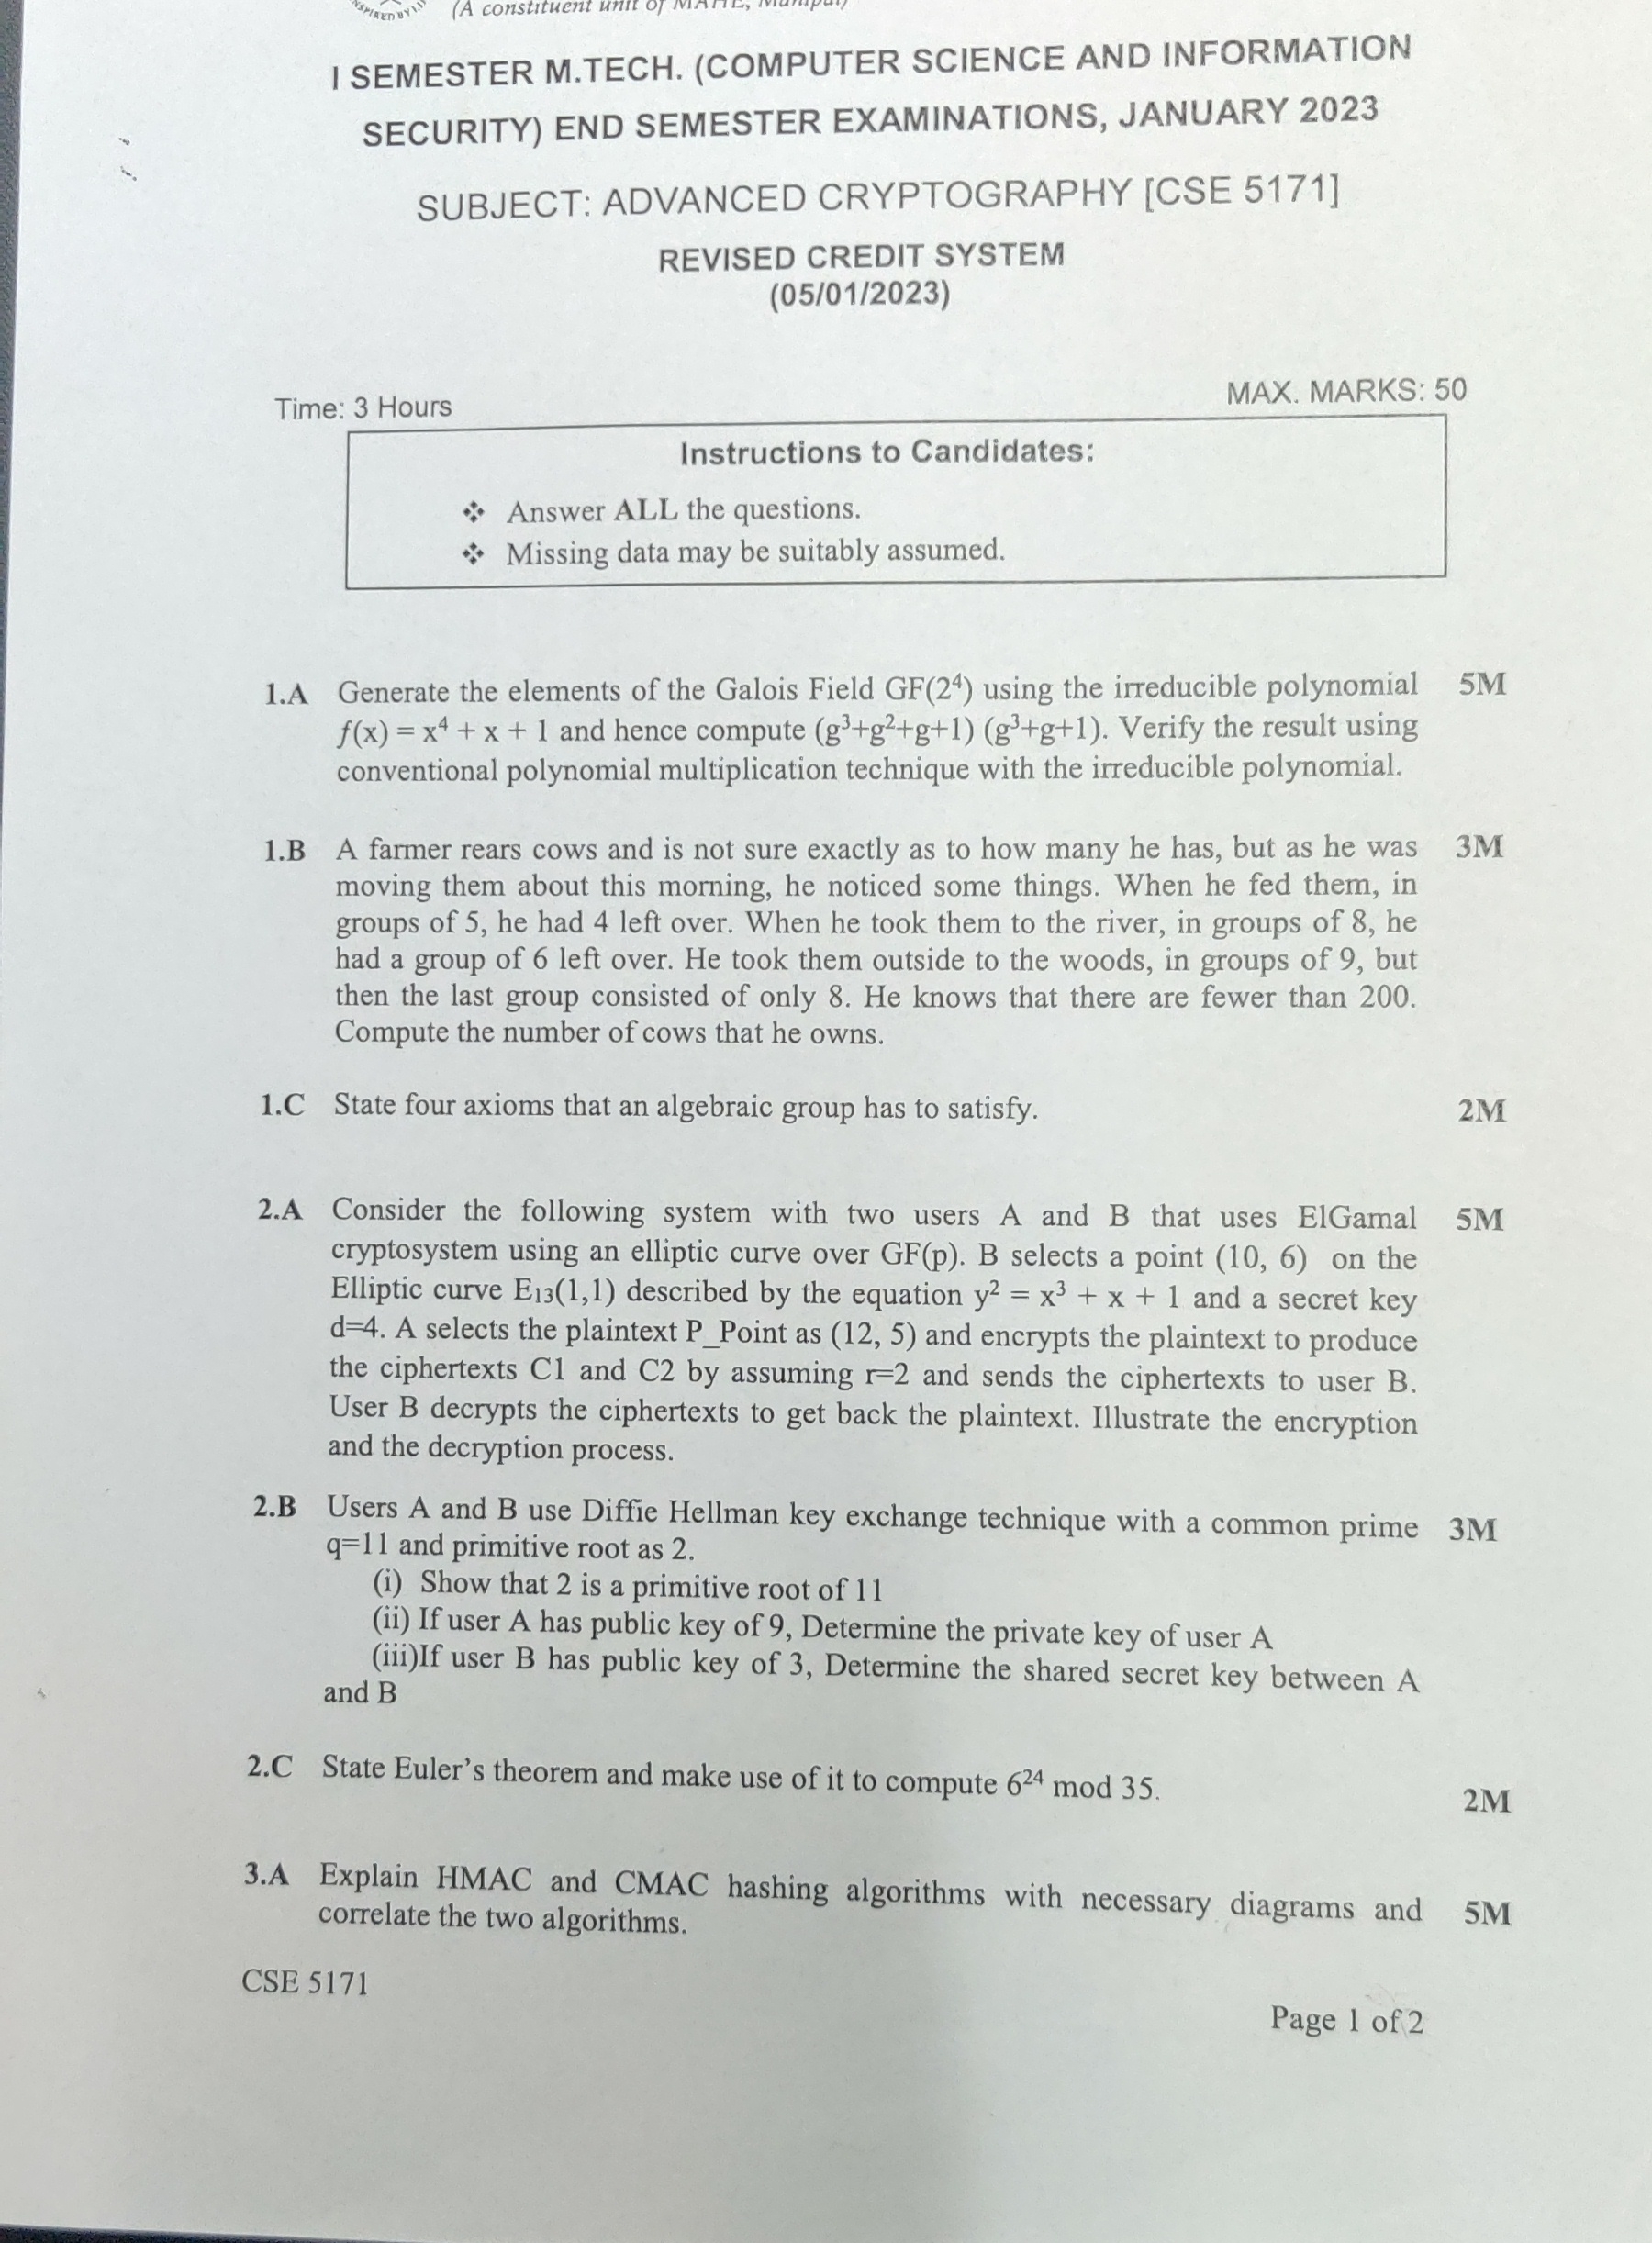 (A constituent unit of MAHE, Manipal)
I SEMESTER M.TECH. (COMPUTER SCIENCE AND INFORMATION
SECURITY) END SEMESTER EXAMINATIONS, JANUARY 2023
SUBJECT: ADVANCED CRYPTOGRAPHY [CSE 5171]
REVISED CREDIT SYSTEM
(05/01/2023)
Time: 3 Hours MAX. MARKS: 50
Instructions to Candidates:
❖ Answer ALL the questions.
❖ Missing data may be suitably assumed.
1.A Generate the elements of the Galois Field GF(2⁴) using the irreducible polynomial 5M
f(x) = x⁴ + x + 1 and hence compute (g³+g²+g+1) (g³+g+1). Verify the result using
conventional polynomial multiplication technique with the irreducible polynomial.
1.B A farmer rears cows and is not sure exactly as to how many he has, but as he was 3M
moving them about this morning, he noticed some things. When he fed them, in
groups of 5, he had 4 left over. When he took them to the river, in groups of 8, he
had a group of 6 left over. He took them outside to the woods, in groups of 9, but
then the last group consisted of only 8. He knows that there are fewer than 200.
Compute the number of cows that he owns.
1.C State four axioms that an algebraic group has to satisfy. 2M
2.A Consider the following system with two users A and B that uses ElGamal 5M
cryptosystem using an elliptic curve over GF(p). B selects a point (10, 6) on the
Elliptic curve E₁₃(1,1) described by the equation y² = x³ + x + 1 and a secret key
d=4. A selects the plaintext P_Point as (12, 5) and encrypts the plaintext to produce
the ciphertexts C1 and C2 by assuming r=2 and sends the ciphertexts to user B.
User B decrypts the ciphertexts to get back the plaintext. Illustrate the encryption
and the decryption process.
2.B Users A and B use Diffie Hellman key exchange technique with a common prime 3M
q=11 and primitive root as 2.
(i) Show that 2 is a primitive root of 11
(ii) If user A has public key of 9, Determine the private key of user A
(iii)If user B has public key of 3, Determine the shared secret key between A
and B
2.C State Euler's theorem and make use of it to compute 6²⁴ mod 35. 2M
3.A Explain HMAC and CMAC hashing algorithms with necessary diagrams and 5M
correlate the two algorithms.
CSE 5171
Page 1 of 2